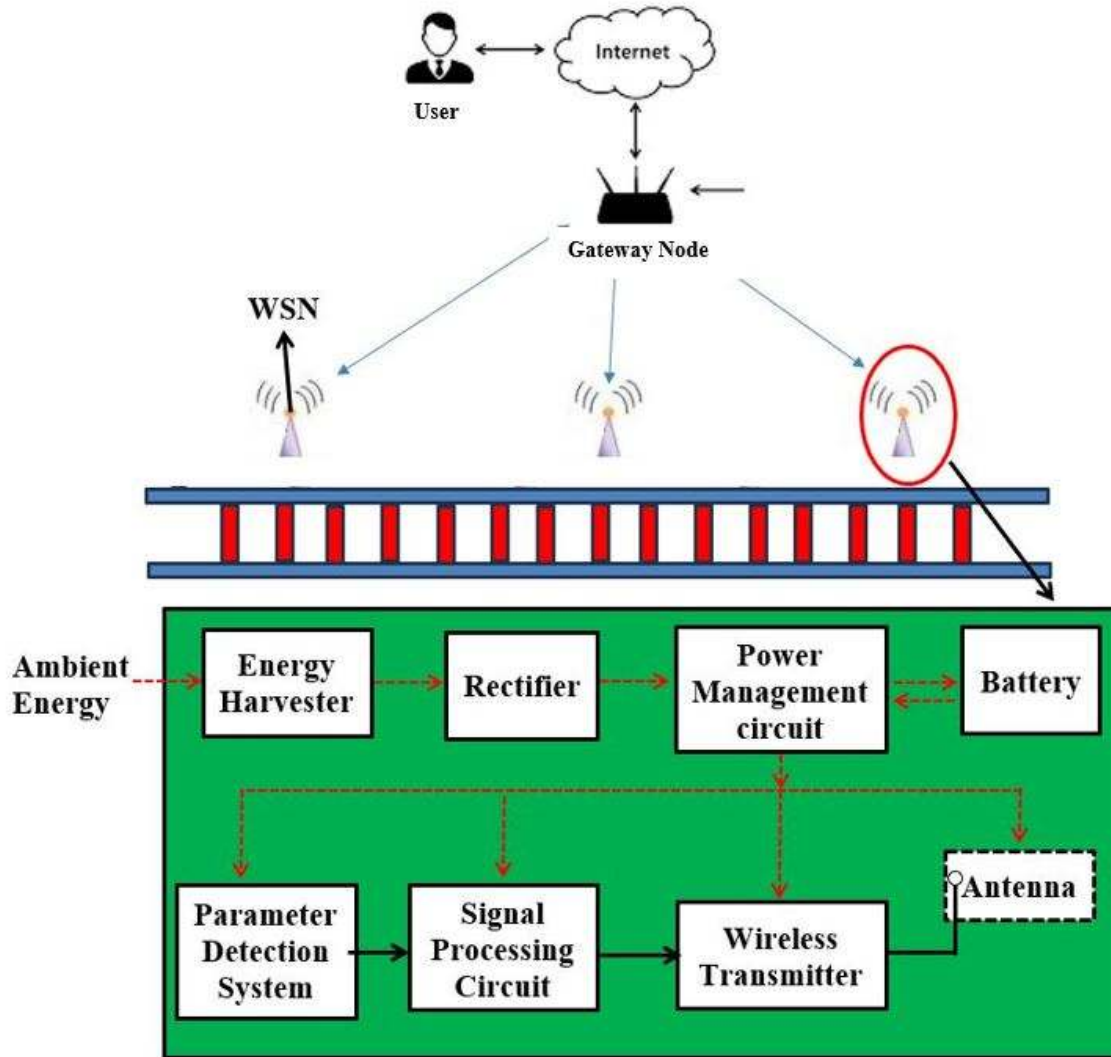 Internet
User
Gateway Node
WSN
Ambient
Energy
Energy
Harvester
Rectifier
Power
Management
circuit
Battery
Parameter
Detection
System
Signal
Processing
Circuit
Wireless
Transmitter
Antenna